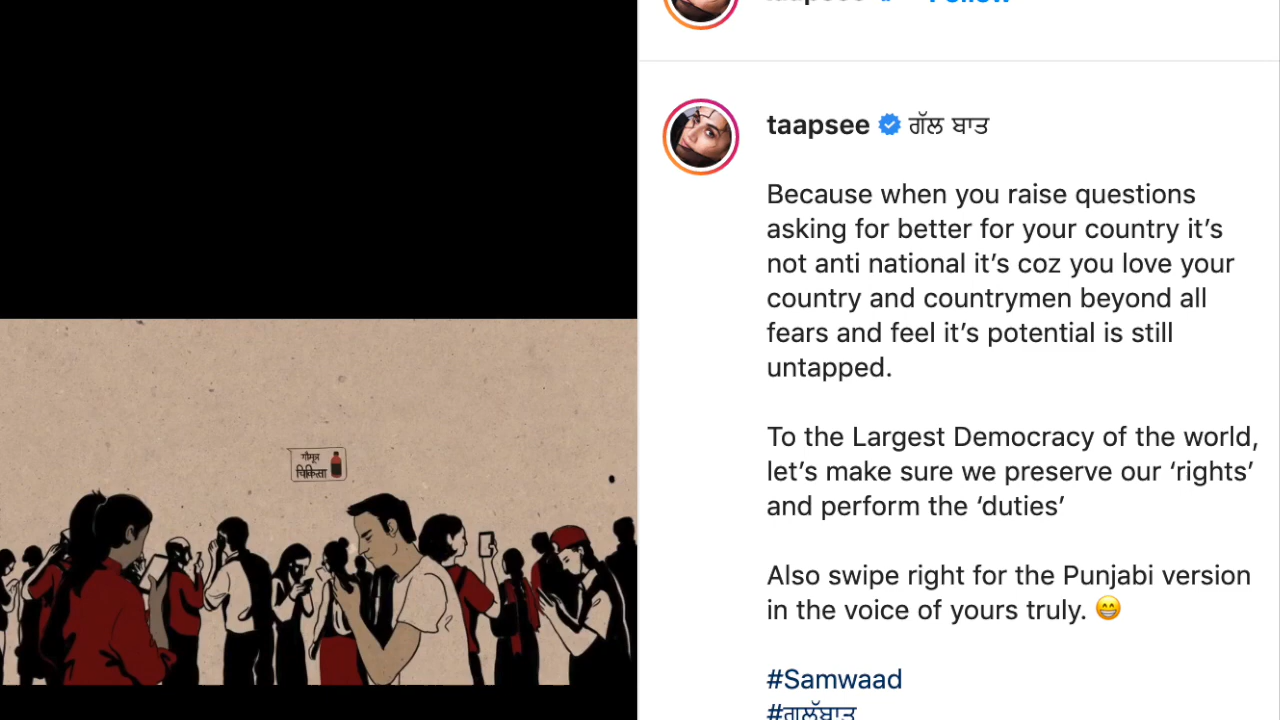 taapsee Follow
taapsee ਗੱਲ ਬਾਤ
Because when you raise questions
asking for better for your country it’s
not anti national it’s coz you love your
country and countrymen beyond all
fears and feel it’s potential is still
untapped.
To the Largest Democracy of the world,
let’s make sure we preserve our ‘rights’
and perform the ‘duties’
Also swipe right for the Punjabi version
in the voice of yours truly. 😁
#Samwaad
#ਗਲੱਬਾਤ
गौमूत्र
चिकित्सा